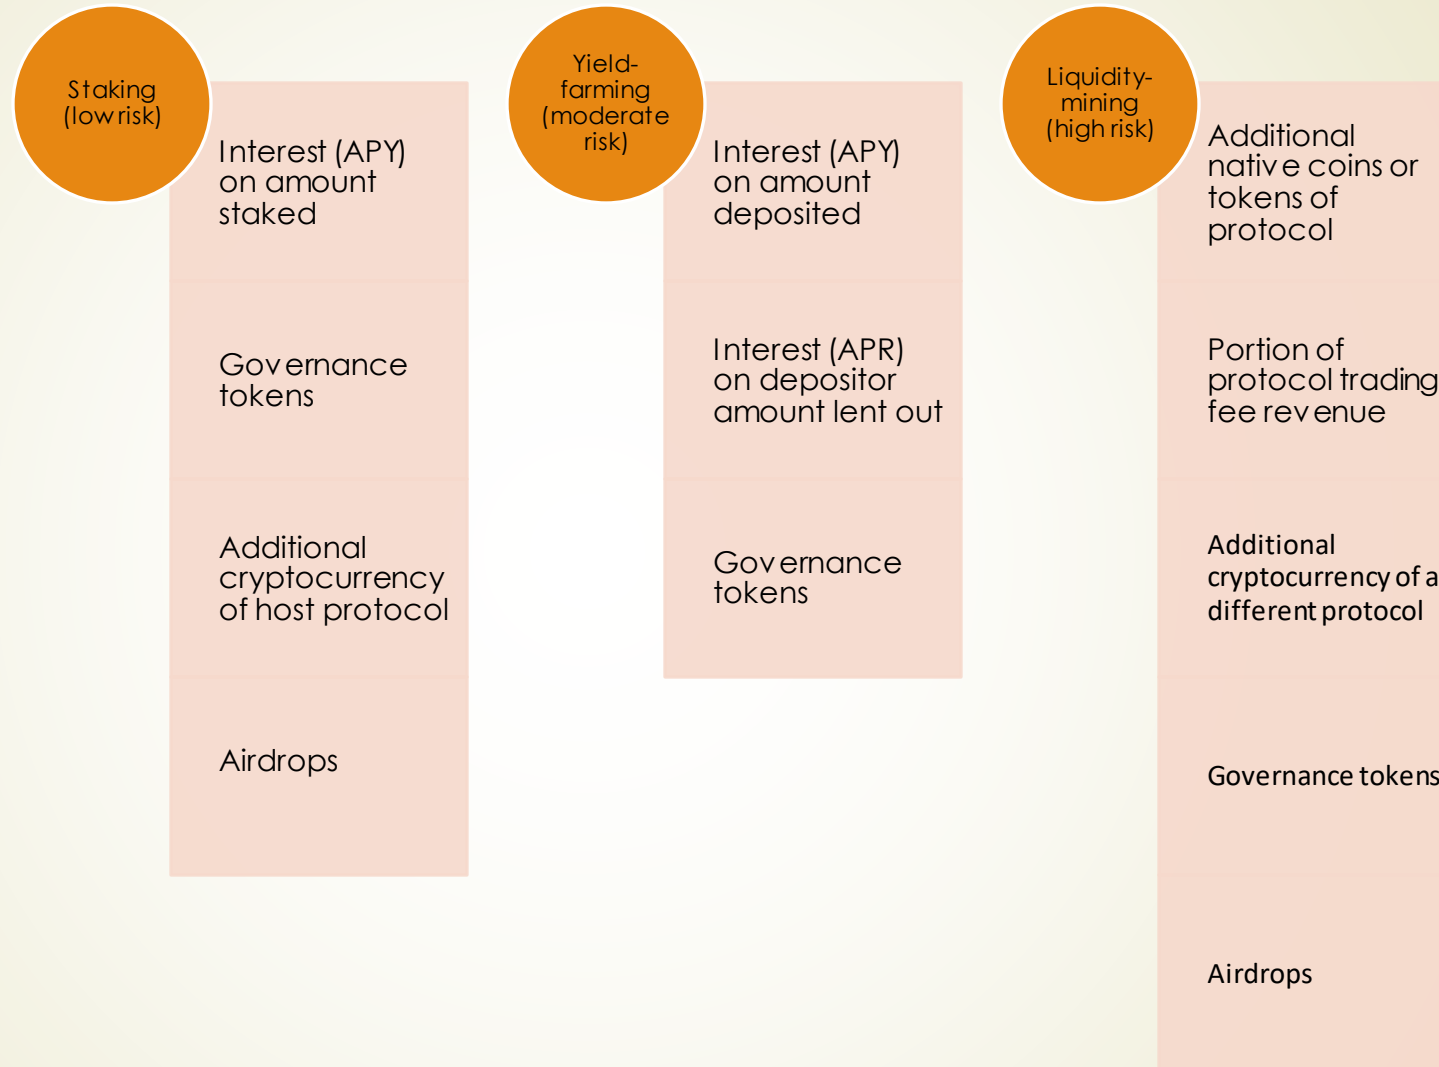 Staking
(low risk)
Interest (APY)
on amount
staked
Governance
tokens
Additional
cryptocurrency
of host protocol
Airdrops
Yield-
farming
(moderate
risk)
Interest (APY)
on amount
deposited
Interest (APR)
on depositor
amount lent out
Governance
tokens
Liquidity-
mining
(high risk)
Additional
native coins or
tokens of
protocol
Portion of
protocol trading
fee revenue
Additional
cryptocurrency of a
different protocol
Governance tokens
Airdrops